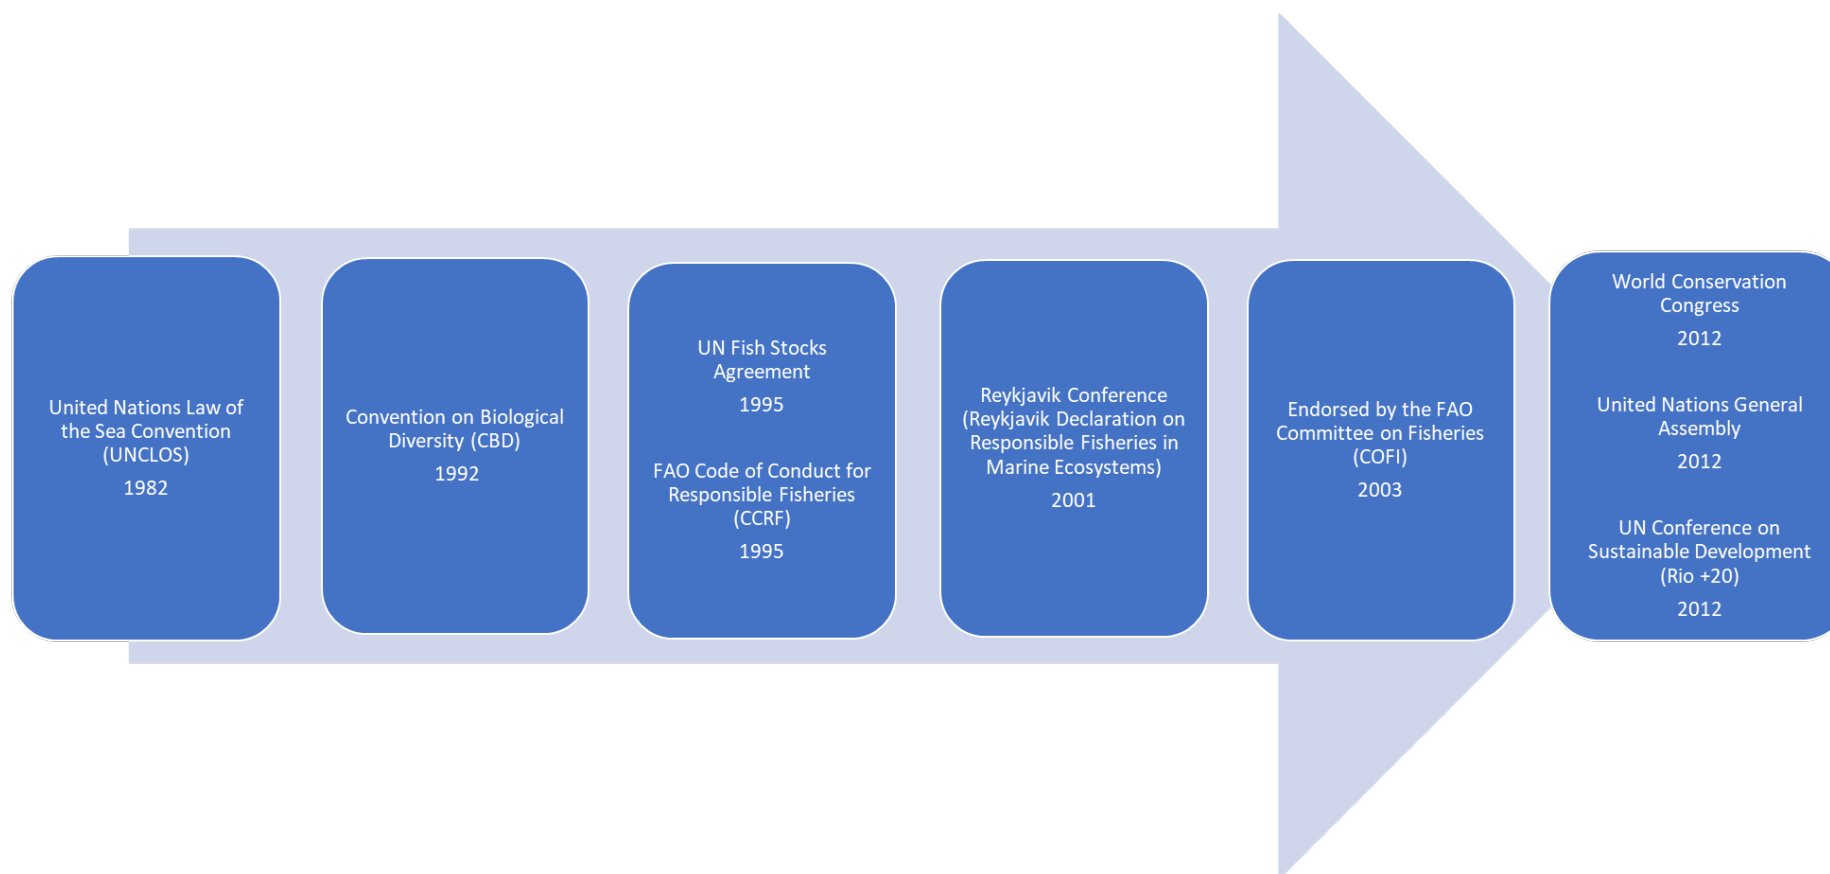 United Nations Law of
the Sea Convention
(UNCLOS)
1982
Convention on Biological
Diversity (CBD)
1992
UN Fish Stocks
Agreement
1995
FAO Code of Conduct for
Responsible Fisheries
(CCRF)
1995
Reykjavik Conference
(Reykjavik Declaration on
Responsible Fisheries in
Marine Ecosystems)
2001
Endorsed by the FAO
Committee on Fisheries
(COFI)
2003
World Conservation
Congress
2012
United Nations General
Assembly
2012
UN Conference on
Sustainable Development
(Rio +20)
2012